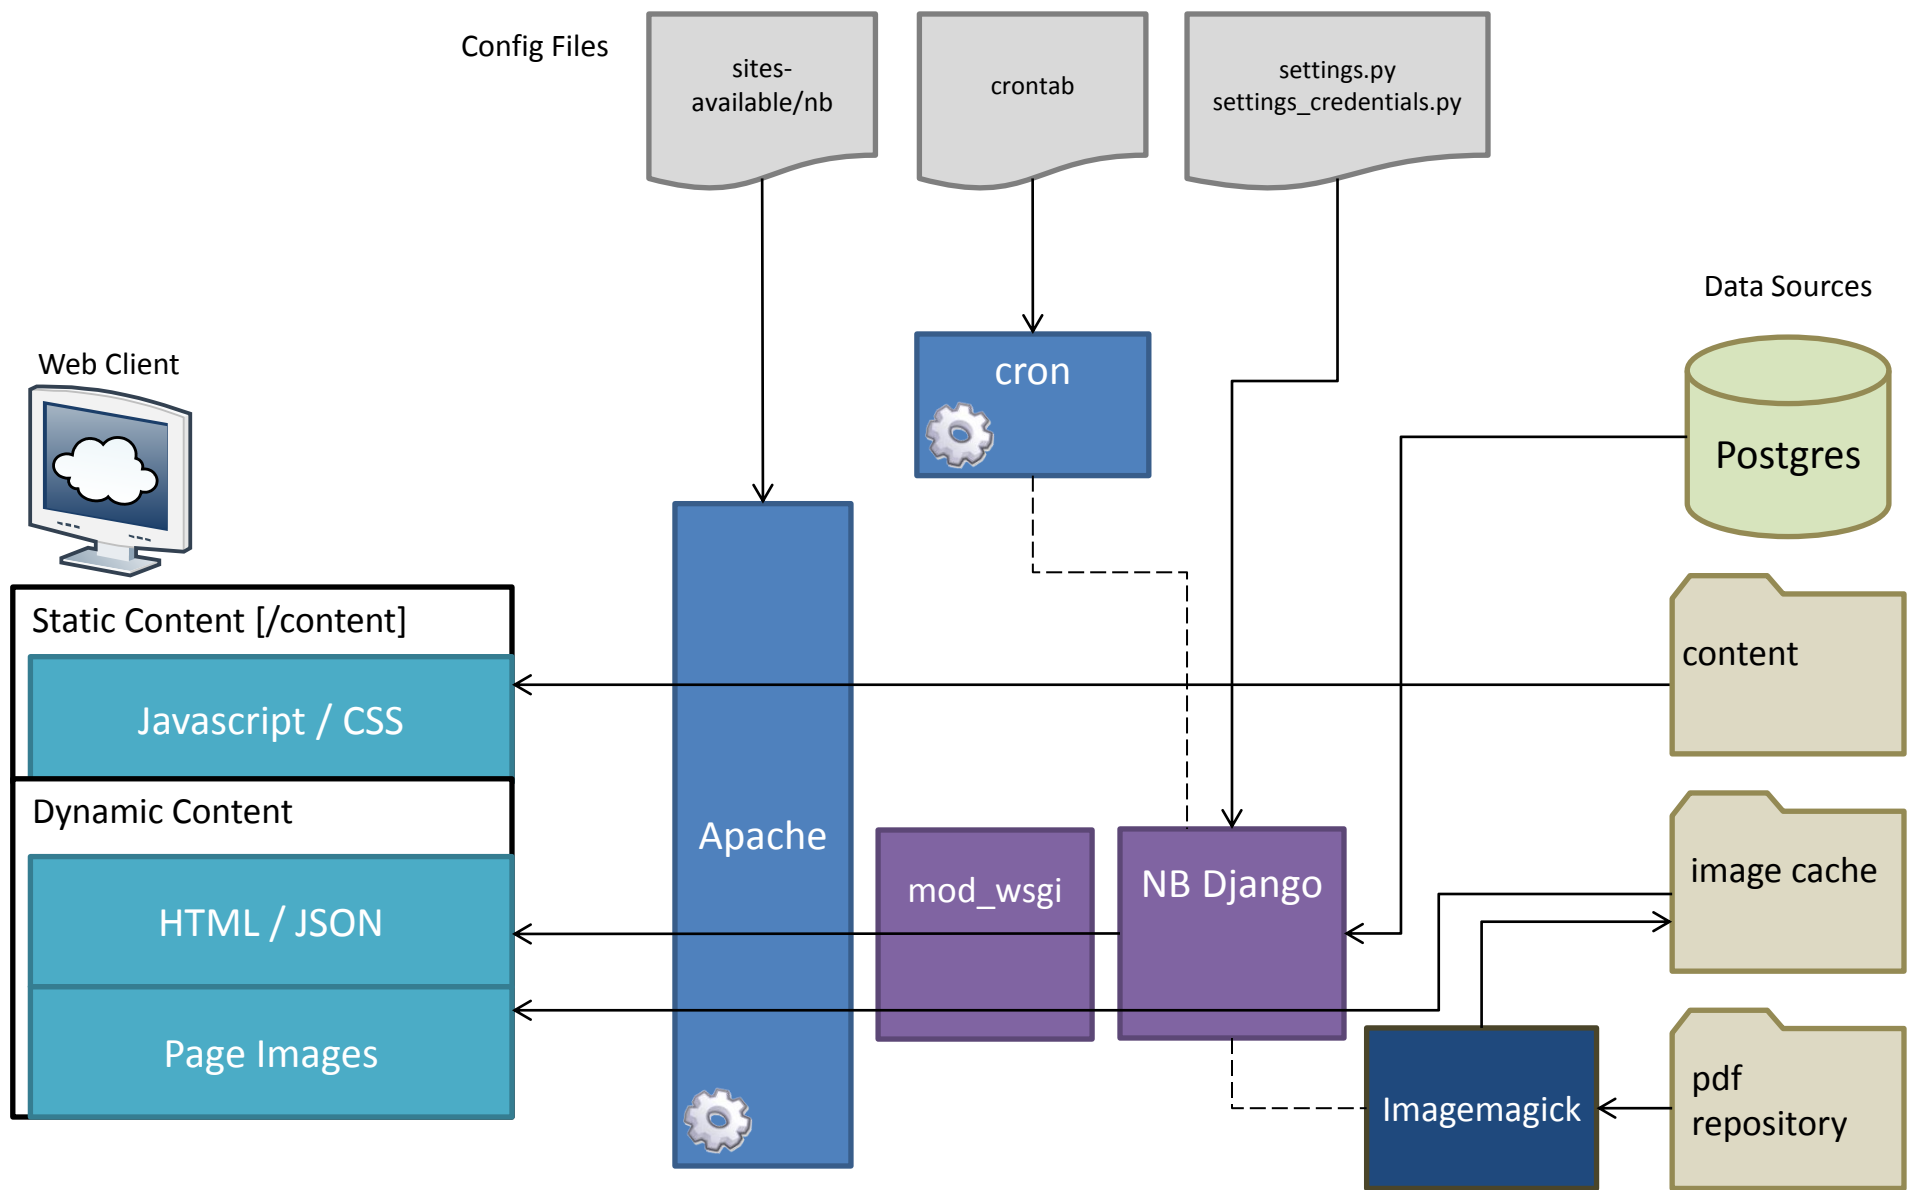 Config Files
sites-
available/nb
crontab
settings.py
settings_credentials.py
Data Sources
Web Client
cron
Postgres
Static Content [/content]
content
Javascript / CSS
Dynamic Content
Apache
mod_wsgi
NB Django
image cache
HTML / JSON
Page Images
Imagemagick
pdf
repository